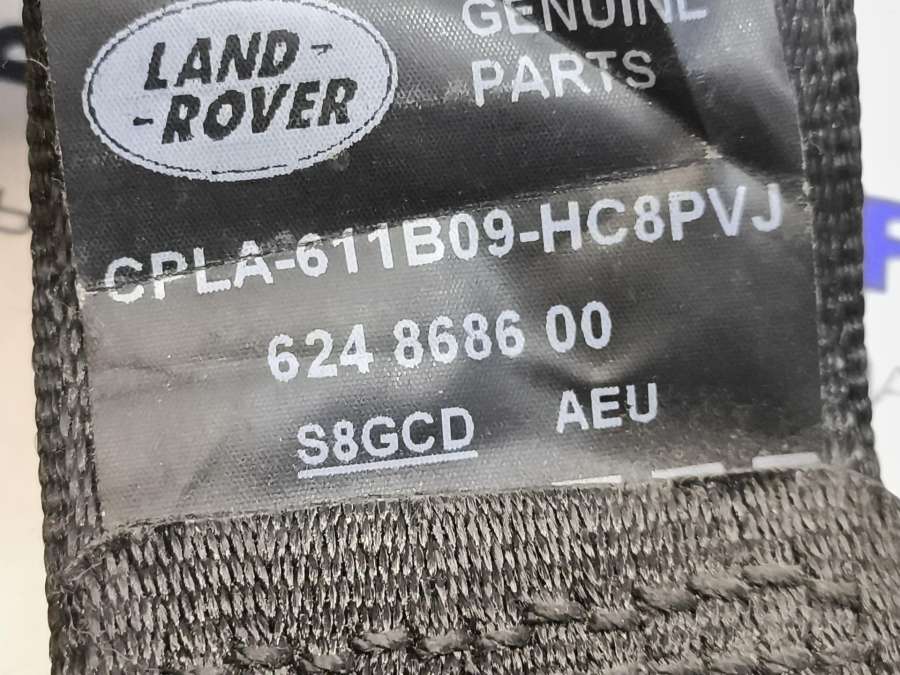 LAND-
-ROVER
GENUINE
PARTS
CPLA-611B09-HC8PVJ
624 8686 00
S8GCD AEU